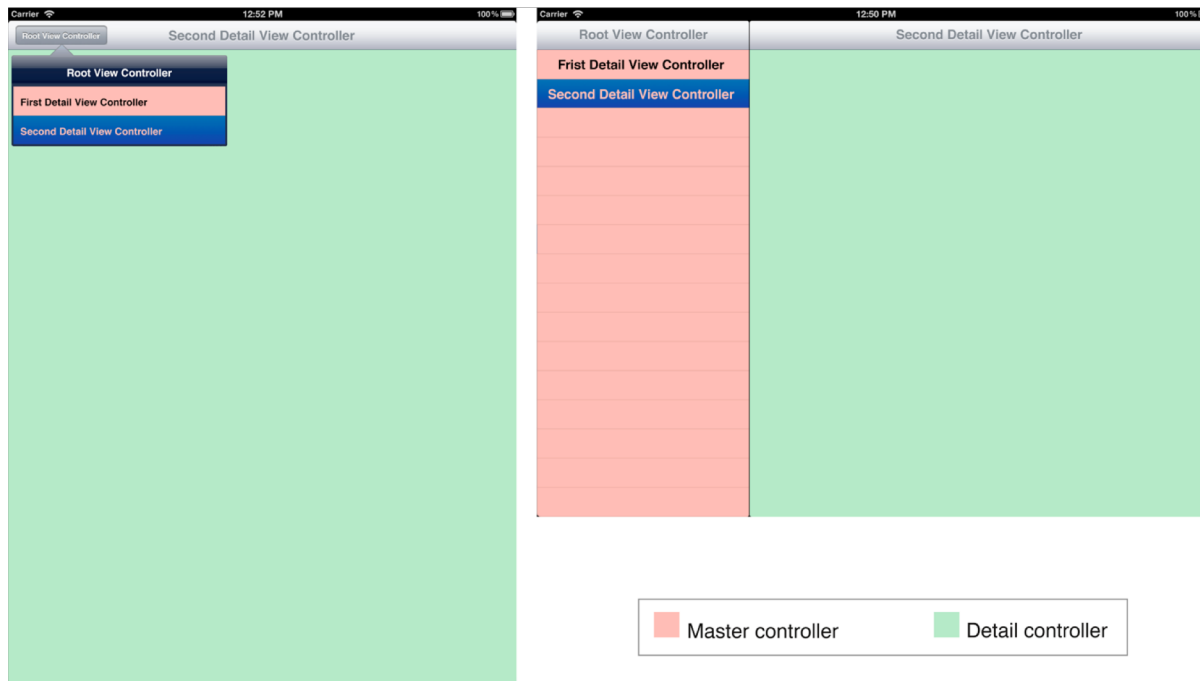 Carrier 12:52 PM 100%
Root View Controller Second Detail View Controller
Root View Controller
First Detail View Controller
Second Detail View Controller
Carrier 12:50 PM 100%
Root View Controller Second Detail View Controller
Frist Detail View Controller
Second Detail View Controller
Master controller Detail controller